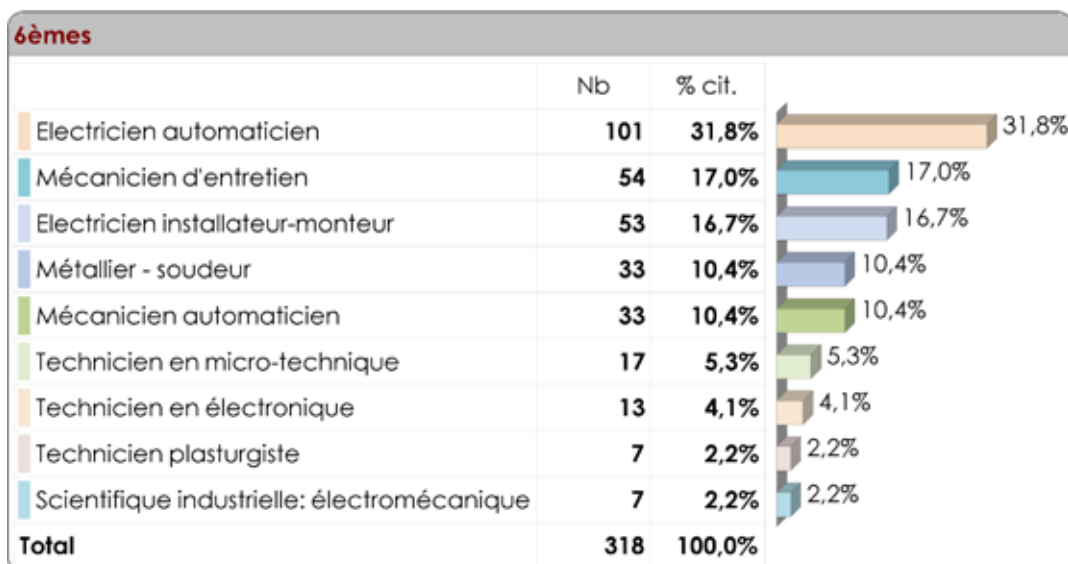 6èmes
Nb % cit.
Electricien automaticien 101 31,8% 31,8%
Mécanicien d'entretien 54 17,0% 17,0%
Electricien installateur-monteur 53 16,7% 16,7%
Métallier - soudeur 33 10,4% 10,4%
Mécanicien automaticien 33 10,4% 10,4%
Technicien en micro-technique 17 5,3% 5,3%
Technicien en électronique 13 4,1% 4,1%
Technicien plasturgiste 7 2,2% 2,2%
Scientifique industrielle: électromécanique 7 2,2% 2,2%
Total 318 100,0%